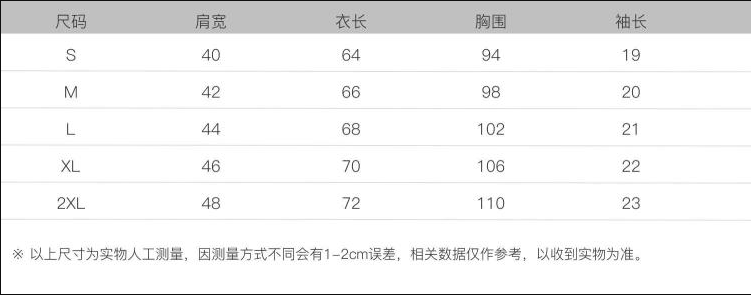 尺码 肩宽 衣长 胸围 袖长
S 40 64 94 19
M 42 66 98 20
L 44 68 102 21
XL 46 70 106 22
2XL 48 72 110 23
※ 以上尺寸为实物人工测量，因测量方式不同会有1-2cm误差，相关数据仅作参考，以收到实物为准。